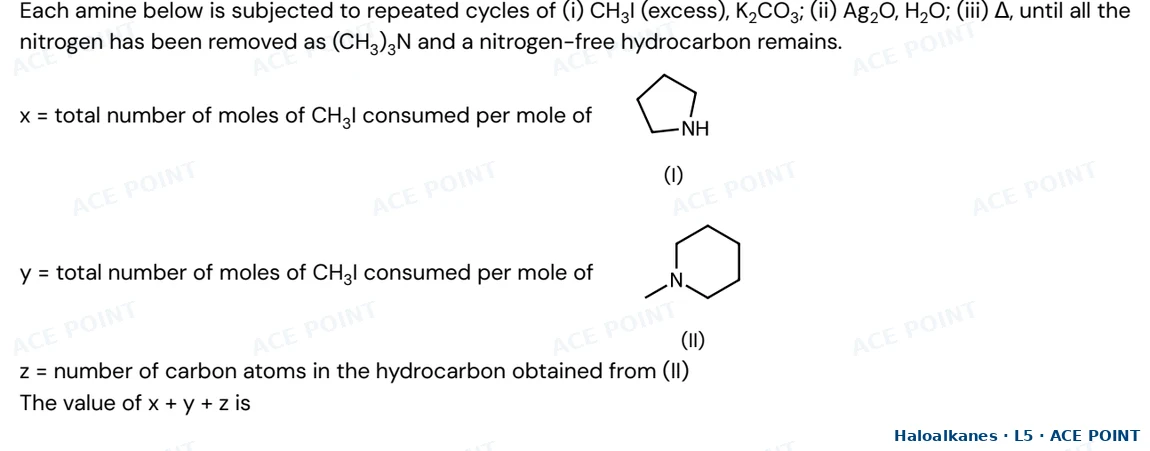 Each amine below is subjected to repeated cycles of (i) CH₃I (excess), K₂CO₃; (ii) Ag₂O, H₂O; (iii) Δ, until all the
nitrogen has been removed as (CH₃)₃N and a nitrogen-free hydrocarbon remains.
x = total number of moles of CH₃I consumed per mole of
NH
(I)
y = total number of moles of CH₃I consumed per mole of
N
(II)
z = number of carbon atoms in the hydrocarbon obtained from (II)
The value of x + y + z is
Haloalkanes · L5 · ACE POINT
ACE POINT
ACE POINT
ACE POINT
ACE POINT
ACE POINT
ACE POINT
ACE POINT
ACE POINT
ACE POINT
ACE POINT
ACE POINT
ACE POINT